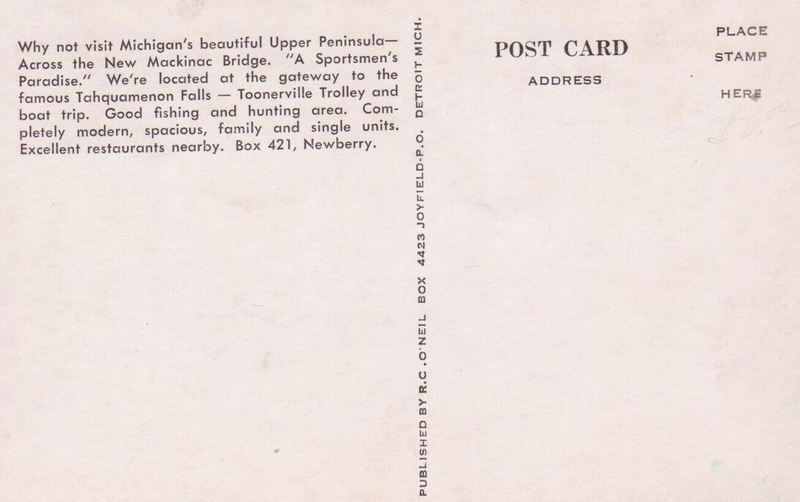 Why not visit Michigan's beautiful Upper Peninsula—
Across the New Mackinac Bridge. "A Sportsmen's
Paradise." We're located at the gateway to the
famous Tahquamenon Falls — Toonerville Trolley and
boat trip. Good fishing and hunting area. Com-
pletely modern, spacious, family and single units.
Excellent restaurants nearby. Box 421, Newberry.
PUBLISHED BY R.C. O'NEIL BOX 4423 JOYFIELD-P.O. DETROIT MICH.
POST CARD
ADDRESS
PLACE
STAMP
HERE